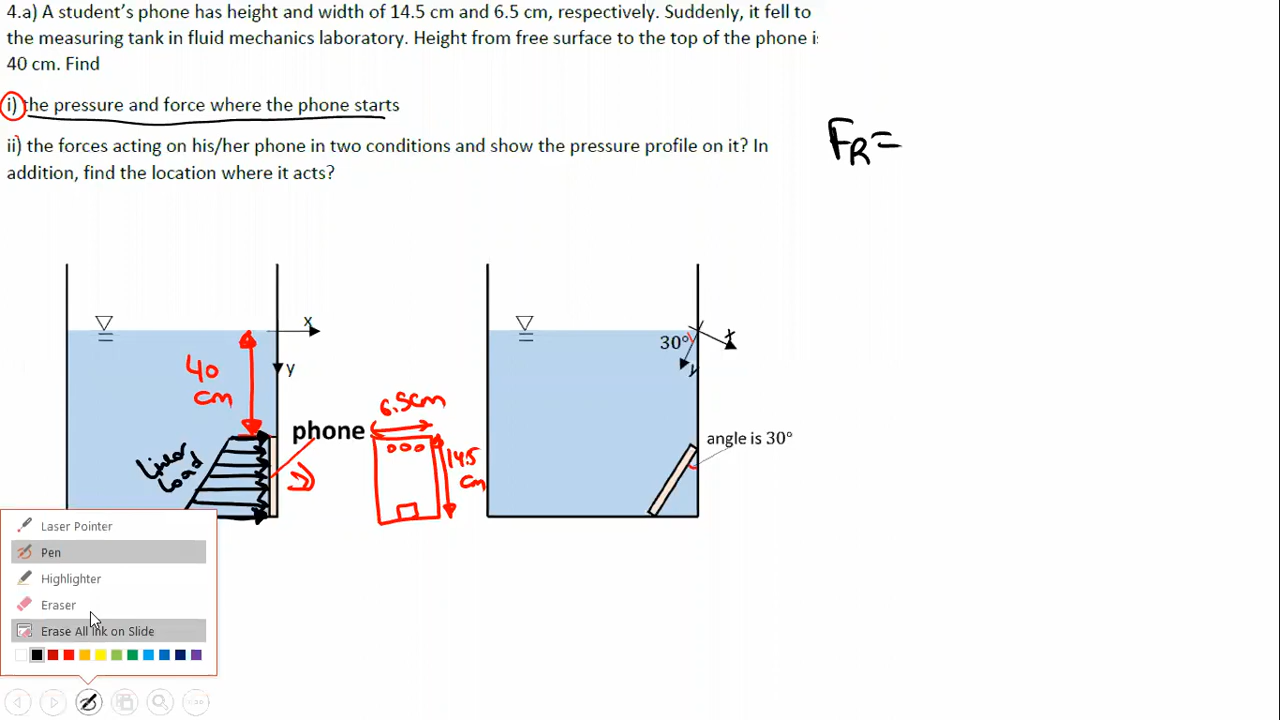 4.a) A student’s phone has height and width of 14.5 cm and 6.5 cm, respectively. Suddenly, it fell to
the measuring tank in fluid mechanics laboratory. Height from free surface to the top of the phone i
40 cm. Find
i) the pressure and force where the phone starts
ii) the forces acting on his/her phone in two conditions and show the pressure profile on it? In
addition, find the location where it acts?
FR=
x
y
40
cm
phone
6.5cm
14.5
cm
Load
30°
x
y
angle is 30°
Laser Pointer
Pen
Highlighter
Eraser
Erase All Ink on Slide